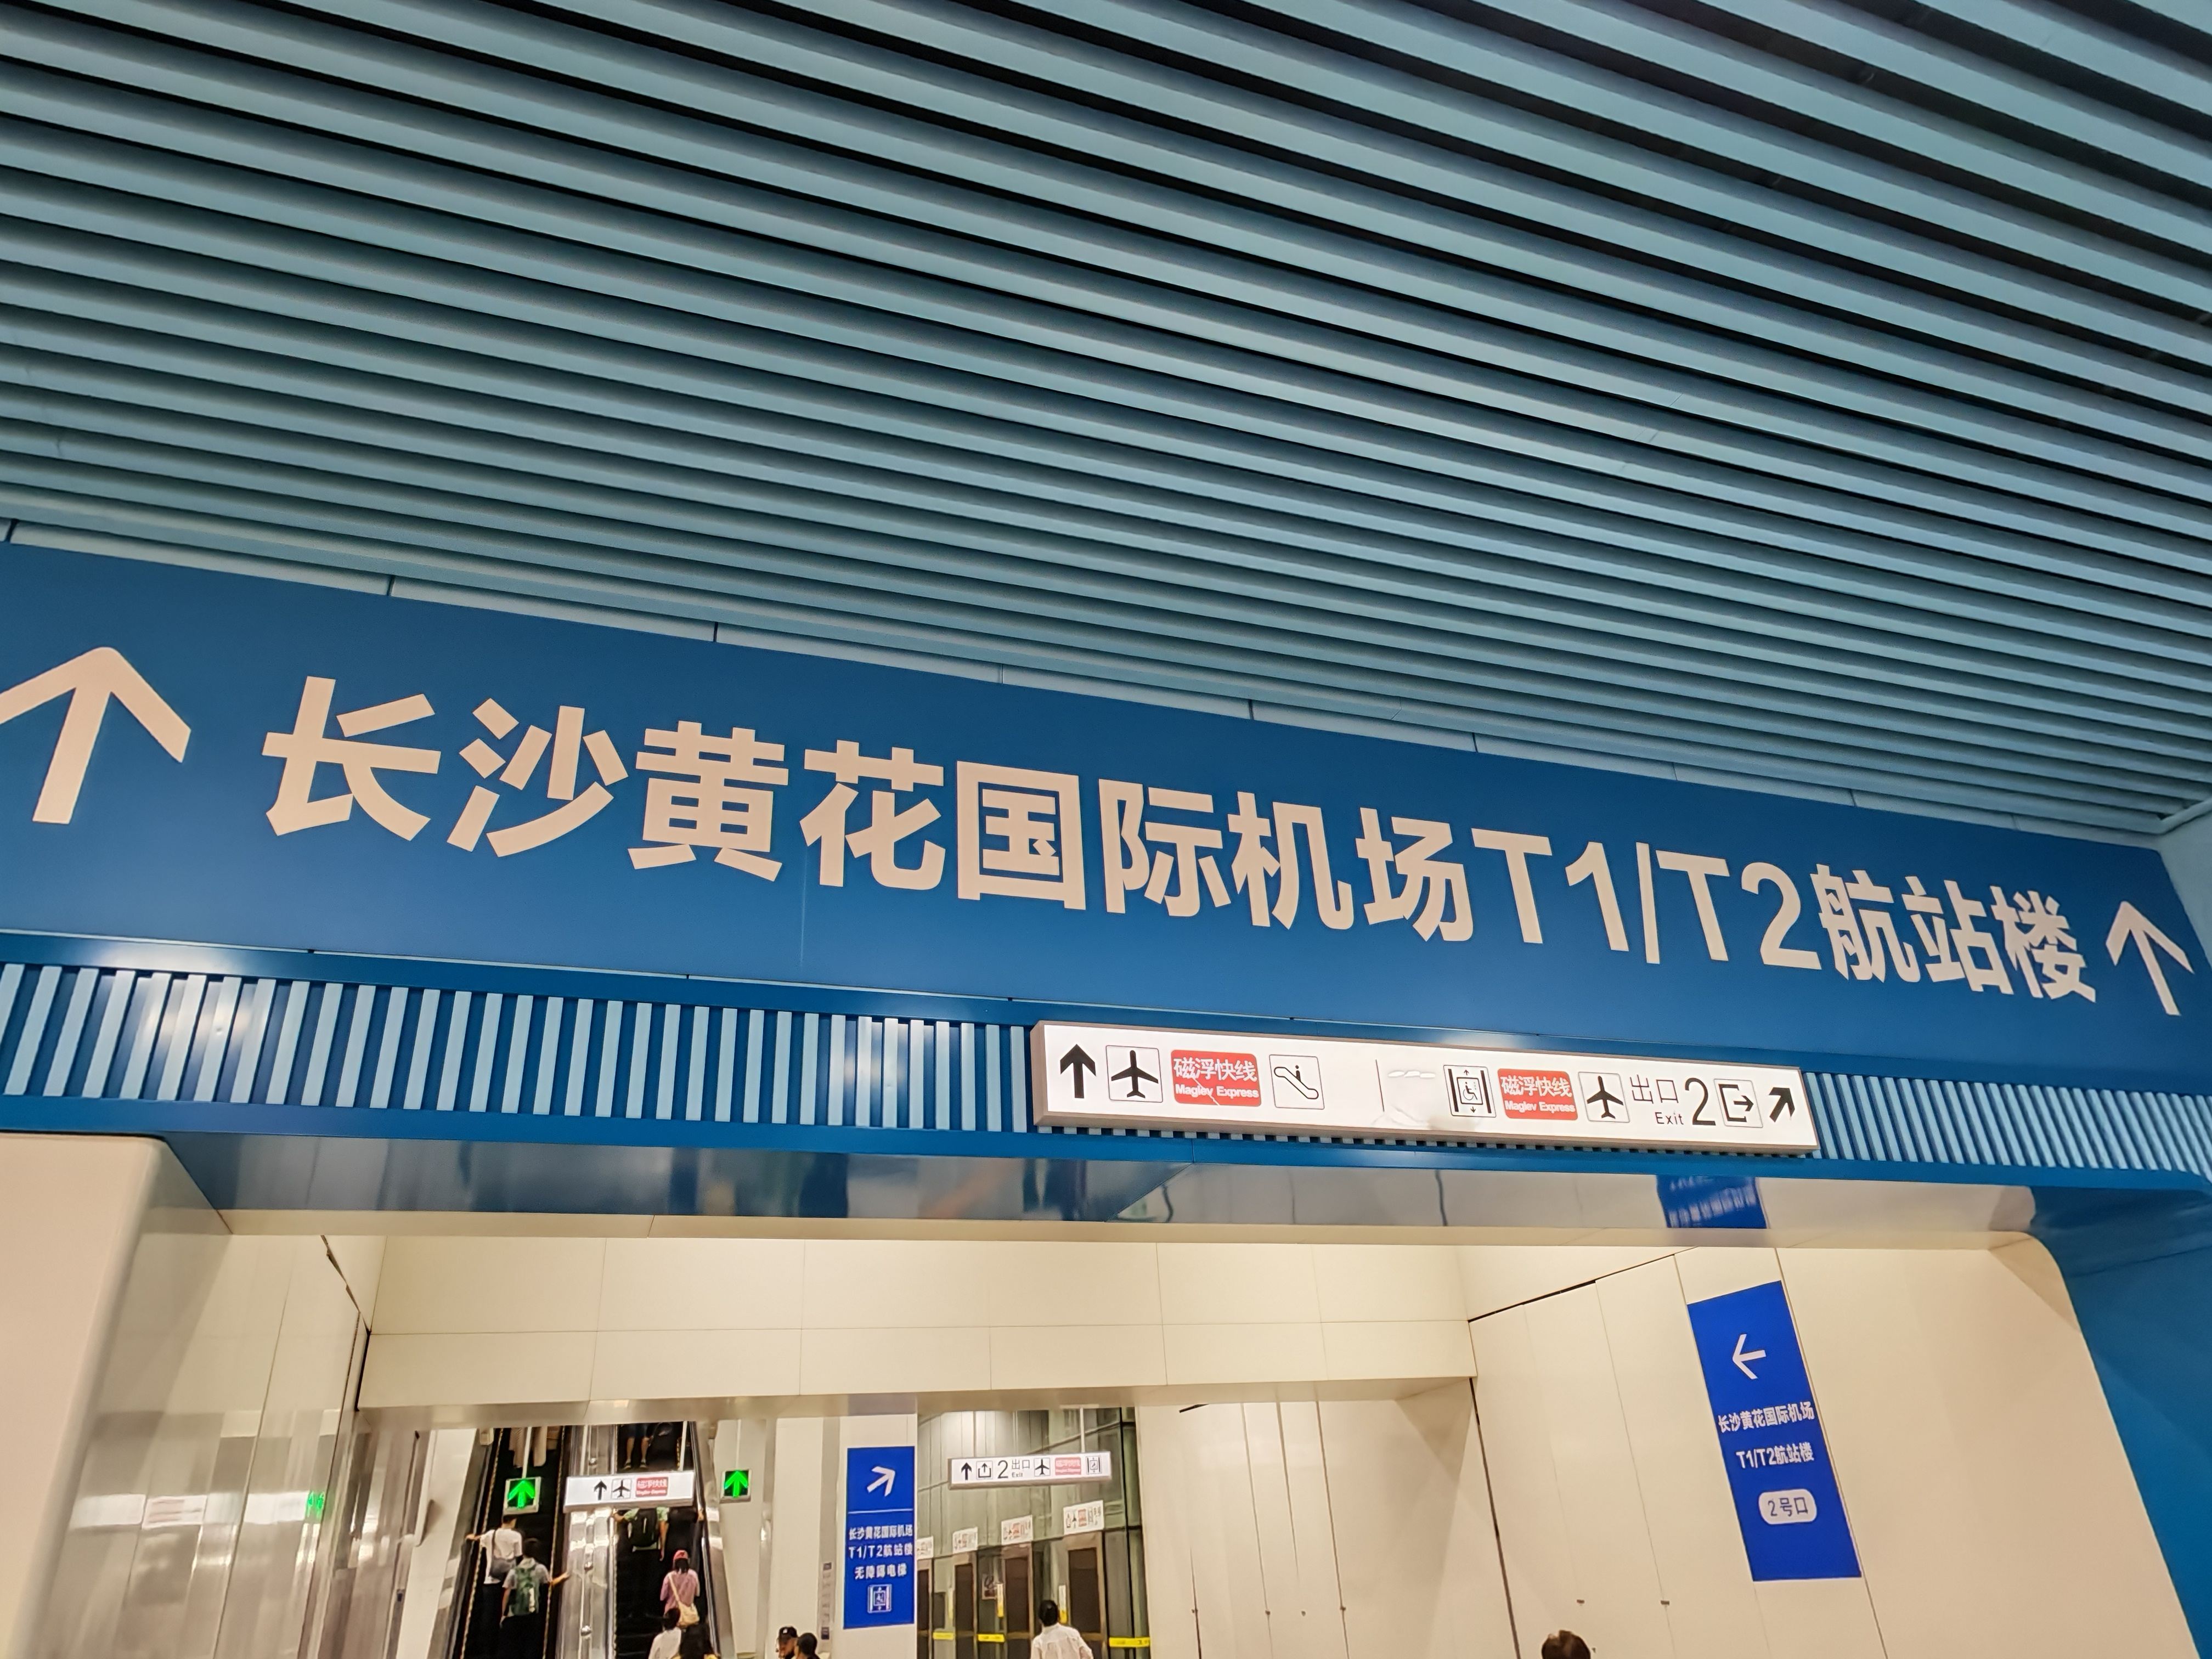 长沙黄花国际机场T1/T2航站楼
磁浮快线
Maglev Express
磁浮快线
Maglev Express
出口
Exit
2
长沙黄花国际机场
T1/T2航站楼
2号口
2
出口
Exit
长沙黄花国际机场
T1/T2航站楼
无障碍电梯